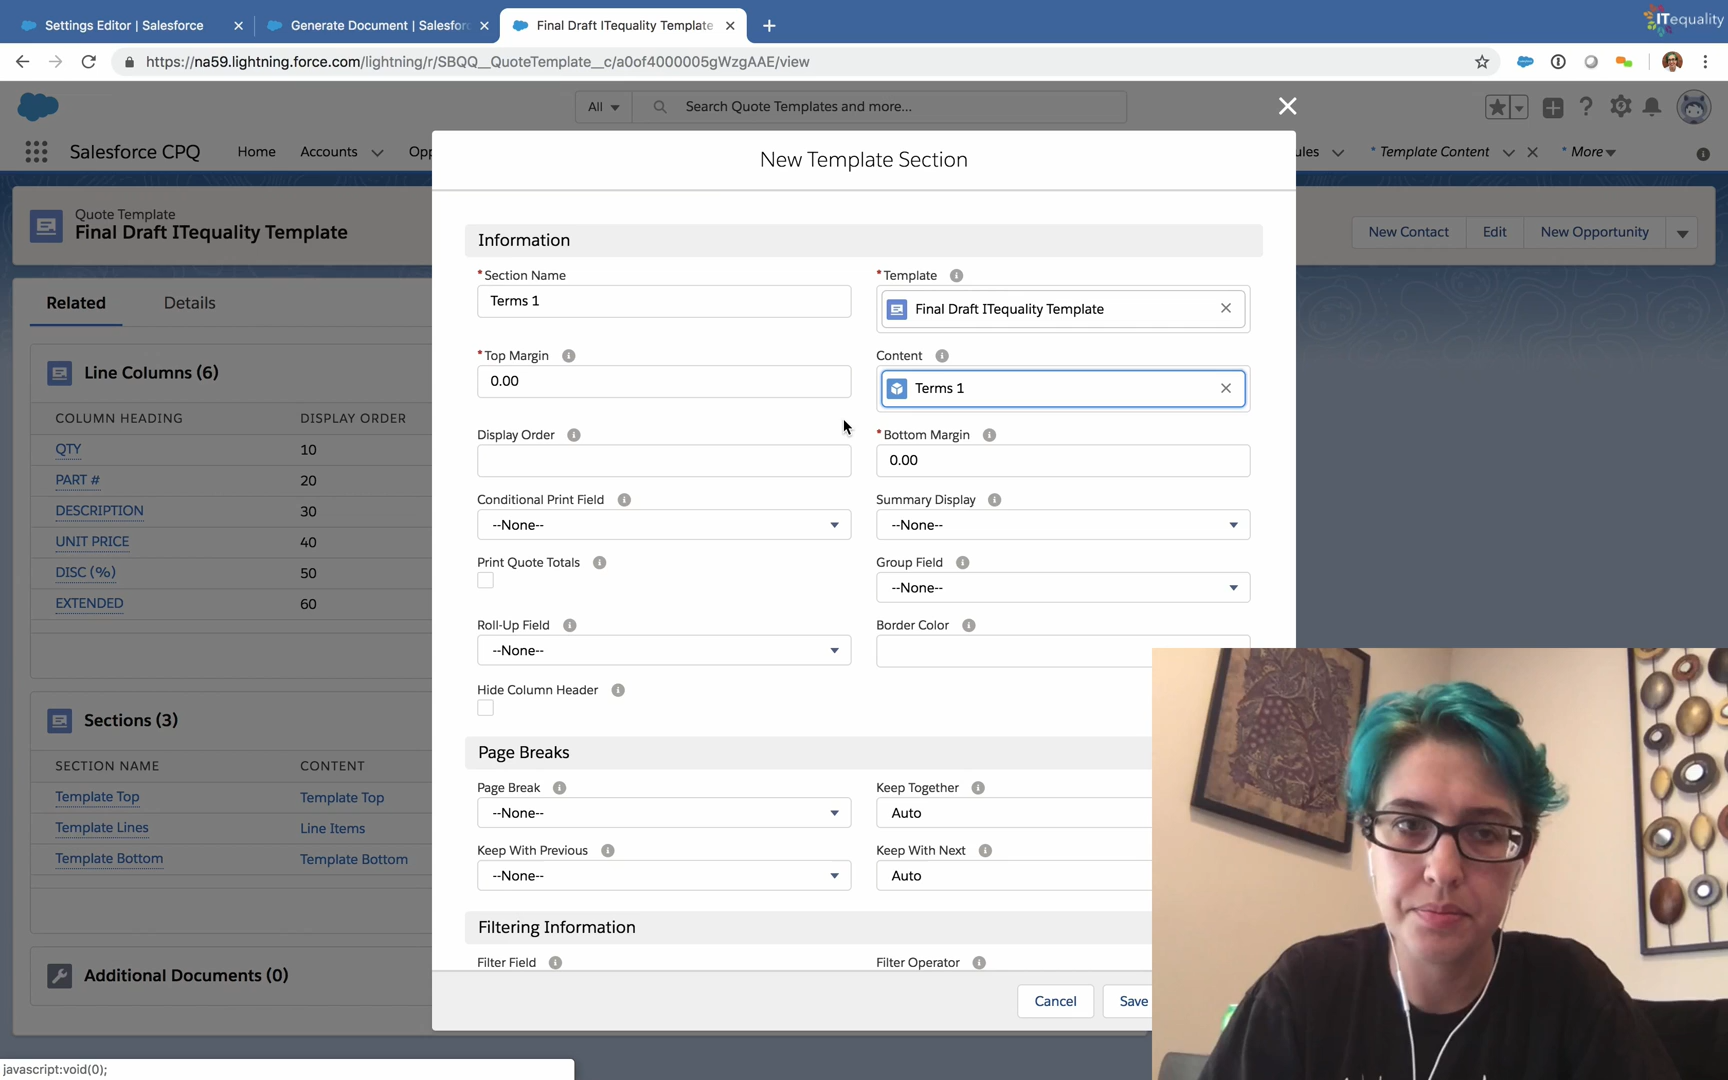 Settings Editor | Salesforce
Generate Document | Salesfor
Final Draft ITequality Template
ITequality
https://na59.lightning.force.com/lightning/r/SBQQ__QuoteTemplate__c/a0of4000005gWzgAAE/view
All
Search Quote Templates and more...
Salesforce CPQ
Home
Accounts
Opp
ules
* Template Content
* More
New Template Section
Quote Template
Final Draft ITequality Template
New Contact
Edit
New Opportunity
Related
Details
Line Columns (6)
COLUMN HEADING
DISPLAY ORDER
QTY
10
PART #
20
DESCRIPTION
30
UNIT PRICE
40
DISC (%)
50
EXTENDED
60
Sections (3)
SECTION NAME
CONTENT
Template Top
Template Top
Template Lines
Line Items
Template Bottom
Template Bottom
Additional Documents (0)
Information
*Section Name
Terms 1
*Template
Final Draft ITequality Template
*Top Margin
0.00
Content
Terms 1
Display Order
*Bottom Margin
0.00
Conditional Print Field
--None--
Summary Display
--None--
Print Quote Totals
Group Field
--None--
Roll-Up Field
--None--
Border Color
Hide Column Header
Page Breaks
Page Break
--None--
Keep Together
Auto
Keep With Previous
--None--
Keep With Next
Auto
Filtering Information
Filter Field
Filter Operator
Cancel
Save
javascript:void(0);